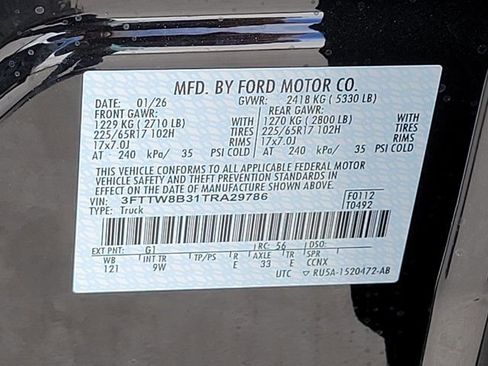 MFD. BY FORD MOTOR CO.
DATE: 01/26 GVWR: 2418 KG ( 5330 LB)
FRONT GAWR: REAR GAWR:
1229 KG ( 2710 LB) 1270 KG ( 2800 LB)
225/65R17 102H TIRES 225/65R17 102H
17x7.0J RIMS 17x7.0J
AT 240 kPa/ 35 PSI COLD AT 240 kPa/ 35 PSI COLD
THIS VEHICLE CONFORMS TO ALL APPLICABLE FEDERAL MOTOR
VEHICLE SAFETY AND THEFT PREVENTION STANDARDS IN EFFECT ON THE DATE OF
MANUFACTURE SHOWN ABOVE.
VIN: 3FTTW8B31TRA29786 F0112
TYPE: Truck T0492
EXT PNT: G1 RC: 56 DSO:
WB INT TR TP/PS R AXLE TR SPR
121 9W E 33 E CCNX
UTC ▽ RU5A-1520472-AB